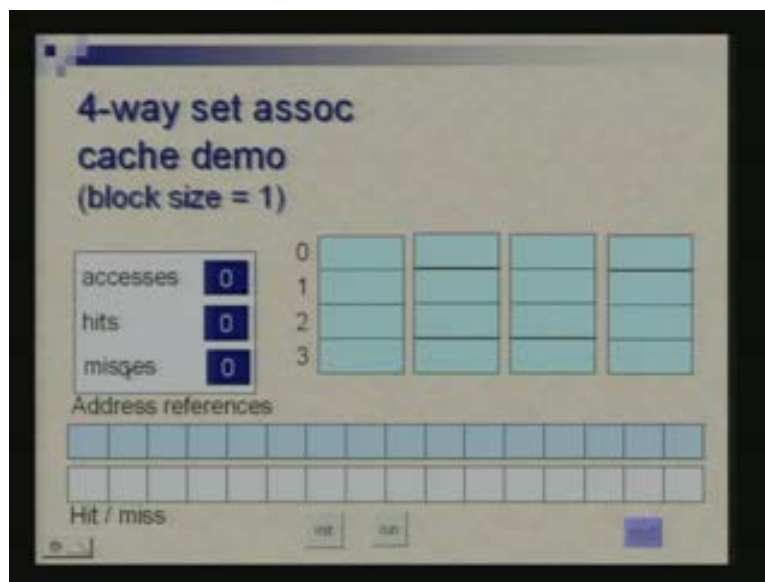 4-way set assoc
cache demo
(block size = 1)
accesses 0
hits 0
misses 0
0
1
2
3
Address references
Hit / miss
init run